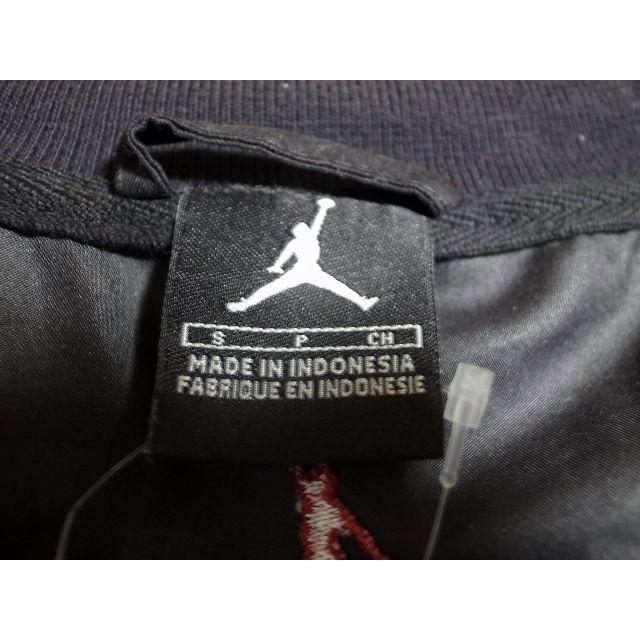 S P CH
MADE IN INDONESIA
FABRIQUE EN INDONESIE